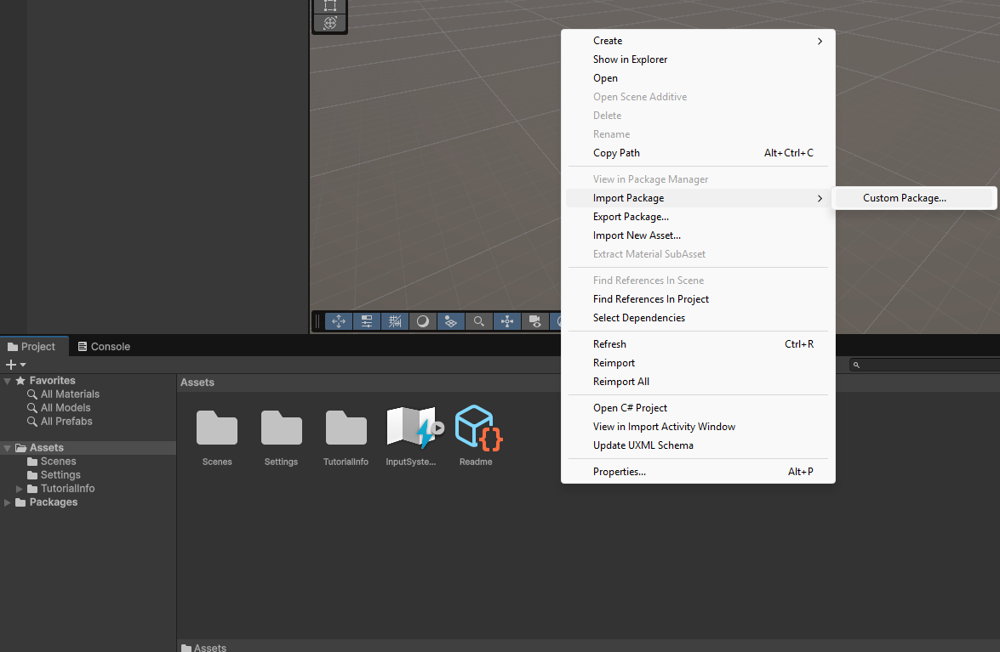 Create
Show in Explorer
Open
Open Scene Additive
Delete
Rename
Copy Path Alt+Ctrl+C
View in Package Manager
Import Package
Custom Package...
Export Package...
Import New Asset...
Extract Material SubAsset
Find References In Scene
Find References In Project
Select Dependencies
Refresh Ctrl+R
Reimport
Reimport All
Open C# Project
View in Import Activity Window
Update UXML Schema
Properties... Alt+P
Project Console
Favorites
All Materials
All Models
All Prefabs
Assets
Scenes
Settings
TutorialInfo
Packages
Assets
Scenes Settings TutorialInfo InputSyste... Readme
Assets